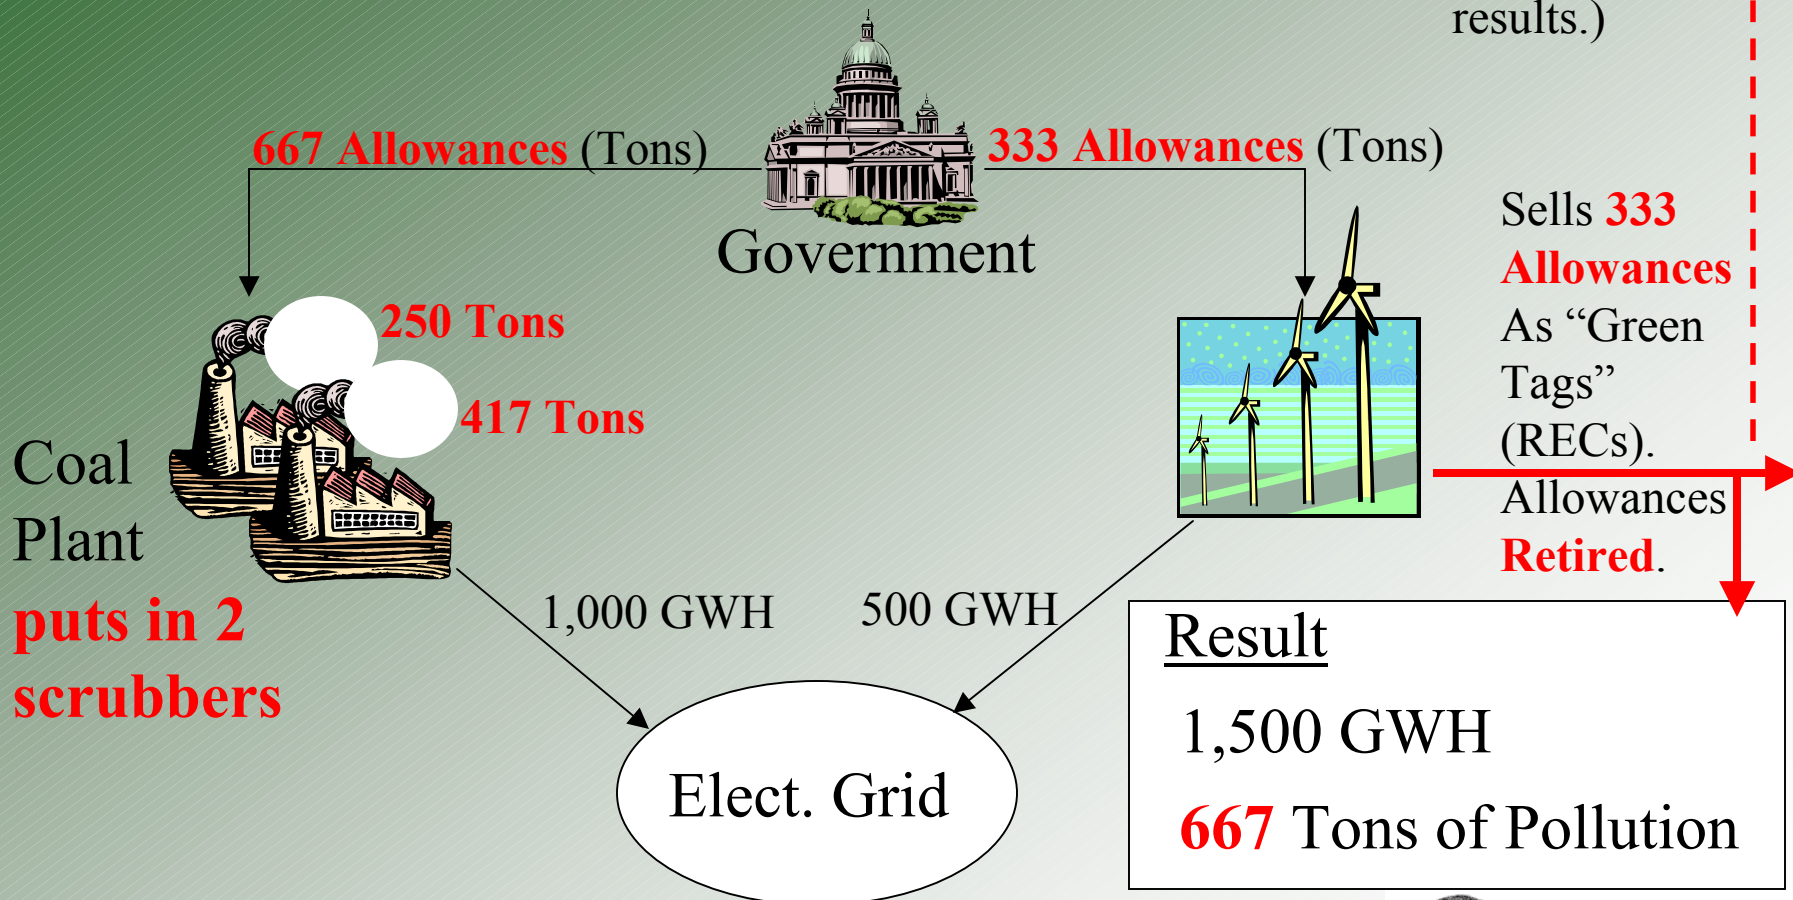 results.)
667 Allowances (Tons)
333 Allowances (Tons)
Government
Sells 333
Allowances
As “Green
Tags”
(RECs).
Allowances
Retired.
250 Tons
417 Tons
Coal
Plant
puts in 2
scrubbers
1,000 GWH
500 GWH
Elect. Grid
Result
1,500 GWH
667 Tons of Pollution